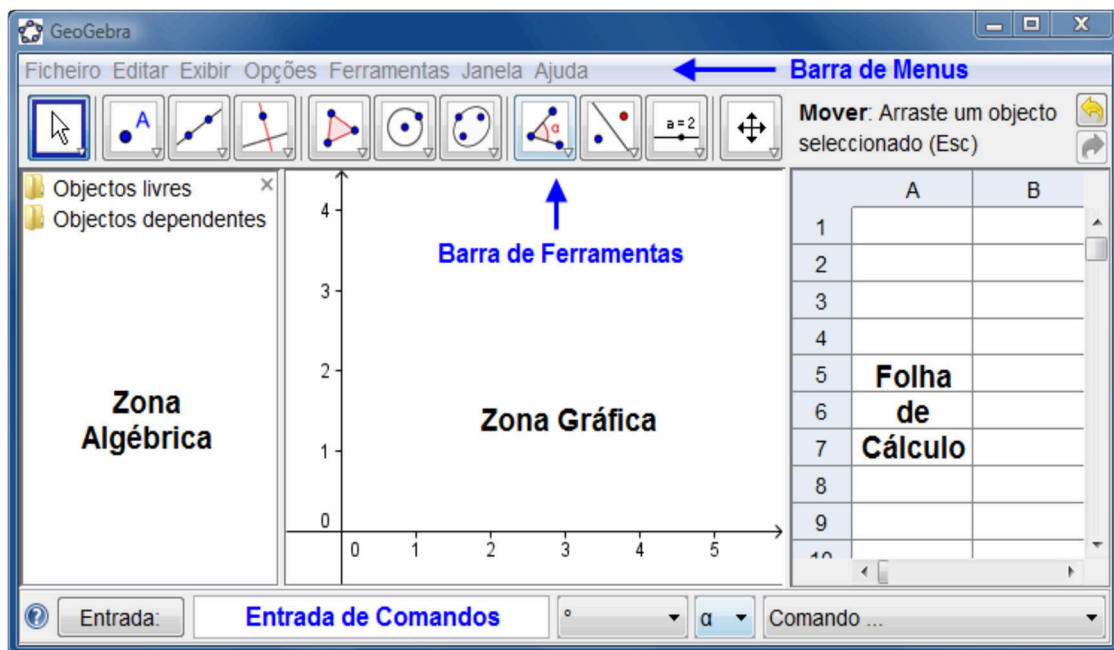 GeoGebra
Ficheiro Editar Exibir Opções Ferramentas Janela Ajuda
Barra de Menus
A
α
a=2
Mover: Arraste um objecto
seleccionado (Esc)
Objectos livres
Objectos dependentes
Zona
Algébrica
Barra de Ferramentas
Zona Gráfica
4
3
2
1
0
0 1 2 3 4 5
A B
1
2
3
4
5
6
7
8
9
10
Folha
de
Cálculo
Entrada:
Entrada de Comandos
°
α
Comando ...